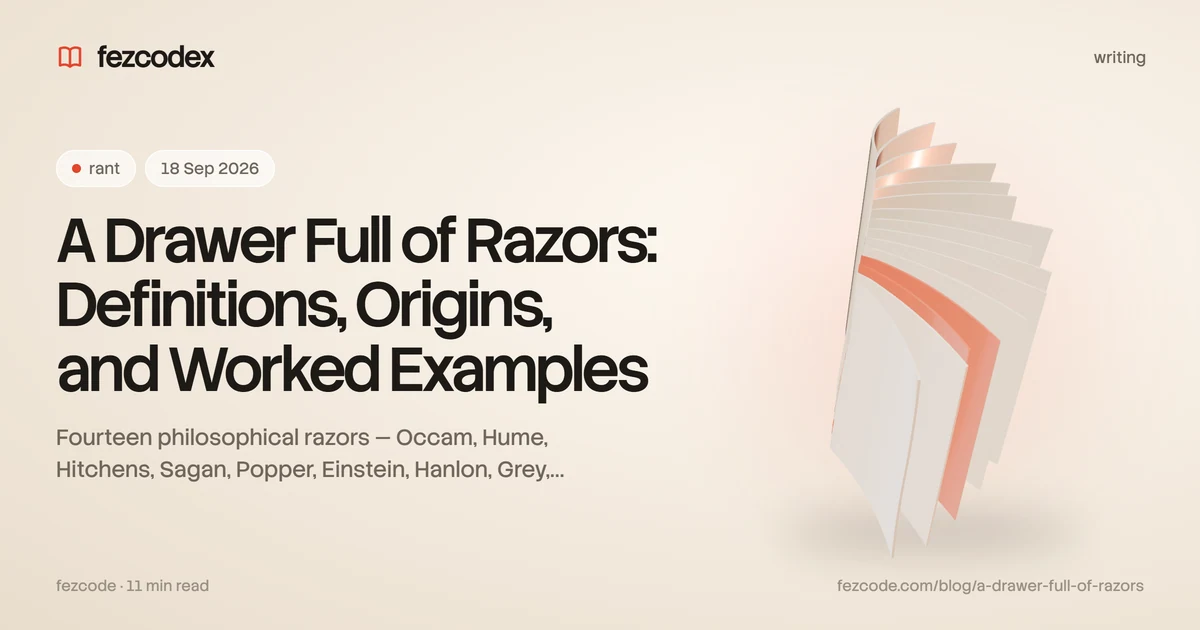 fezcodex
writing
rant
18 Sep 2026
A Drawer Full of Razors:
Definitions, Origins,
and Worked Examples
Fourteen philosophical razors — Occam, Hume,
Hitchens, Sagan, Popper, Einstein, Hanlon, Grey,...
fezcode · 11 min read
fezcode.com/blog/a-drawer-full-of-razors